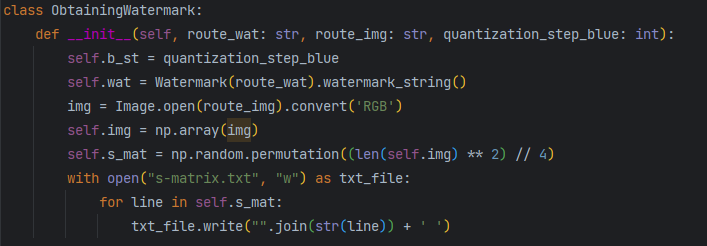 class ObtainingWatermark:
    def __init__(self, route_wat: str, route_img: str, quantization_step_blue: int):
        self.b_st = quantization_step_blue
        self.wat = Watermark(route_wat).watermark_string()
        img = Image.open(route_img).convert('RGB')
        self.img = np.array(img)
        self.s_mat = np.random.permutation((len(self.img) ** 2) // 4)
        with open("s-matrix.txt", "w") as txt_file:
            for line in self.s_mat:
                txt_file.write("".join(str(line)) + ' ')